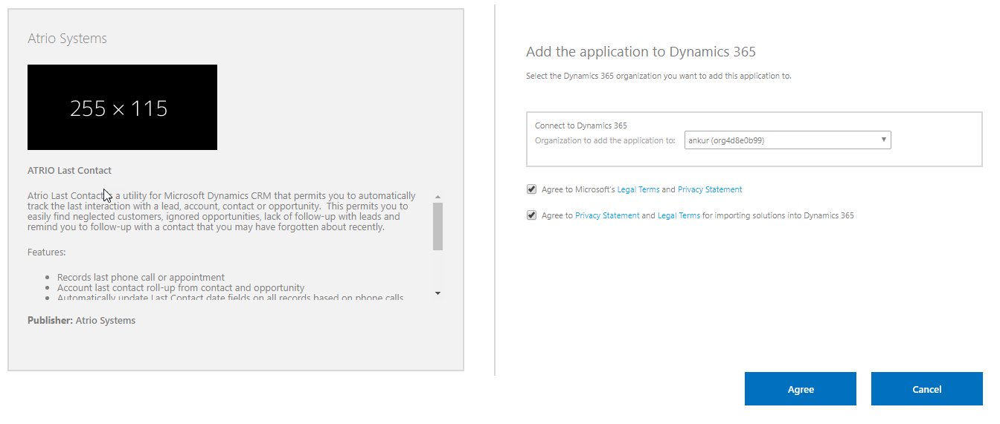 Atrio Systems
255 × 115
ATRIO Last Contact
Atrio Last Contact is a utility for Microsoft Dynamics CRM that permits you to automatically
track the last interaction with a lead, account, contact or opportunity.  This permits you to
easily find neglected customers, ignored opportunities, lack of follow-up with leads and
remind you to follow-up with a contact that you may have forgotten about recently.
Features:
• Records last phone call or appointment
• Account last contact roll-up from contact and opportunity
• Automatically update Last Contact date fields on all records based on phone calls
Publisher: Atrio Systems
Add the application to Dynamics 365
Select the Dynamics 365 organization you want to add this application to.
Connect to Dynamics 365
Organization to add the application to: ankur (org4d8e0b99)
Agree to Microsoft's Legal Terms and Privacy Statement
Agree to Privacy Statement and Legal Terms for importing solutions into Dynamics 365
Agree
Cancel